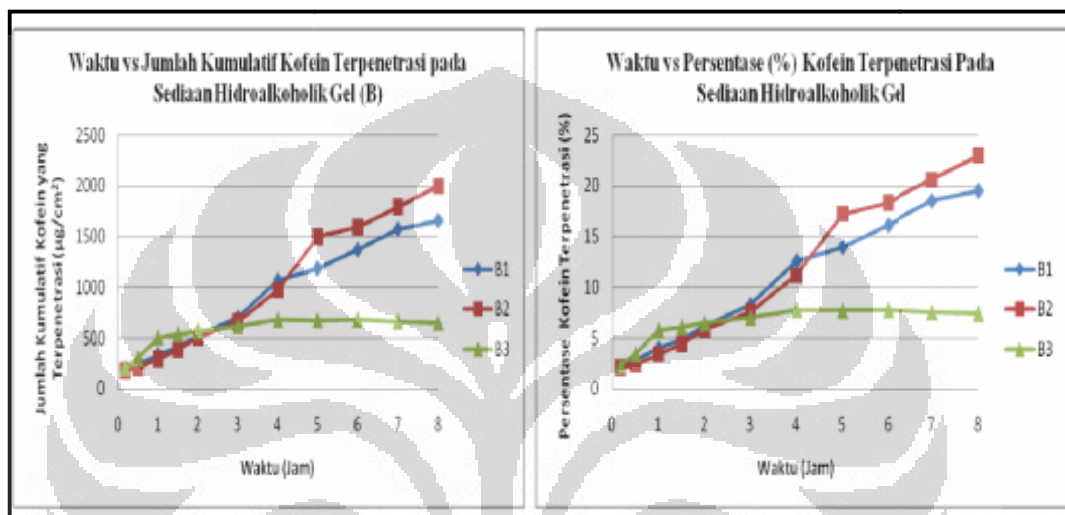 Waktu vs Jumlah Kumulatif Kofein Terpenetrasi pada
Sediaan Hidroalkoholik Gel (B)
Jumlah Kumulatif Kofein yang
Terpenetrasi (µg/cm²)
2500
2000
1500
1000
500
0
0 1 2 3 4 5 6 7 8
Waktu (Jam)
B1
B2
B3
Waktu vs Persentase (%) Kofein Terpenetrasi Pada
Sediaan Hidroalkoholik Gel
Persentase Kofein Terpenetrasi (%)
25
20
15
10
5
0
0 1 2 3 4 5 6 7 8
Waktu (Jam)
B1
B2
B3